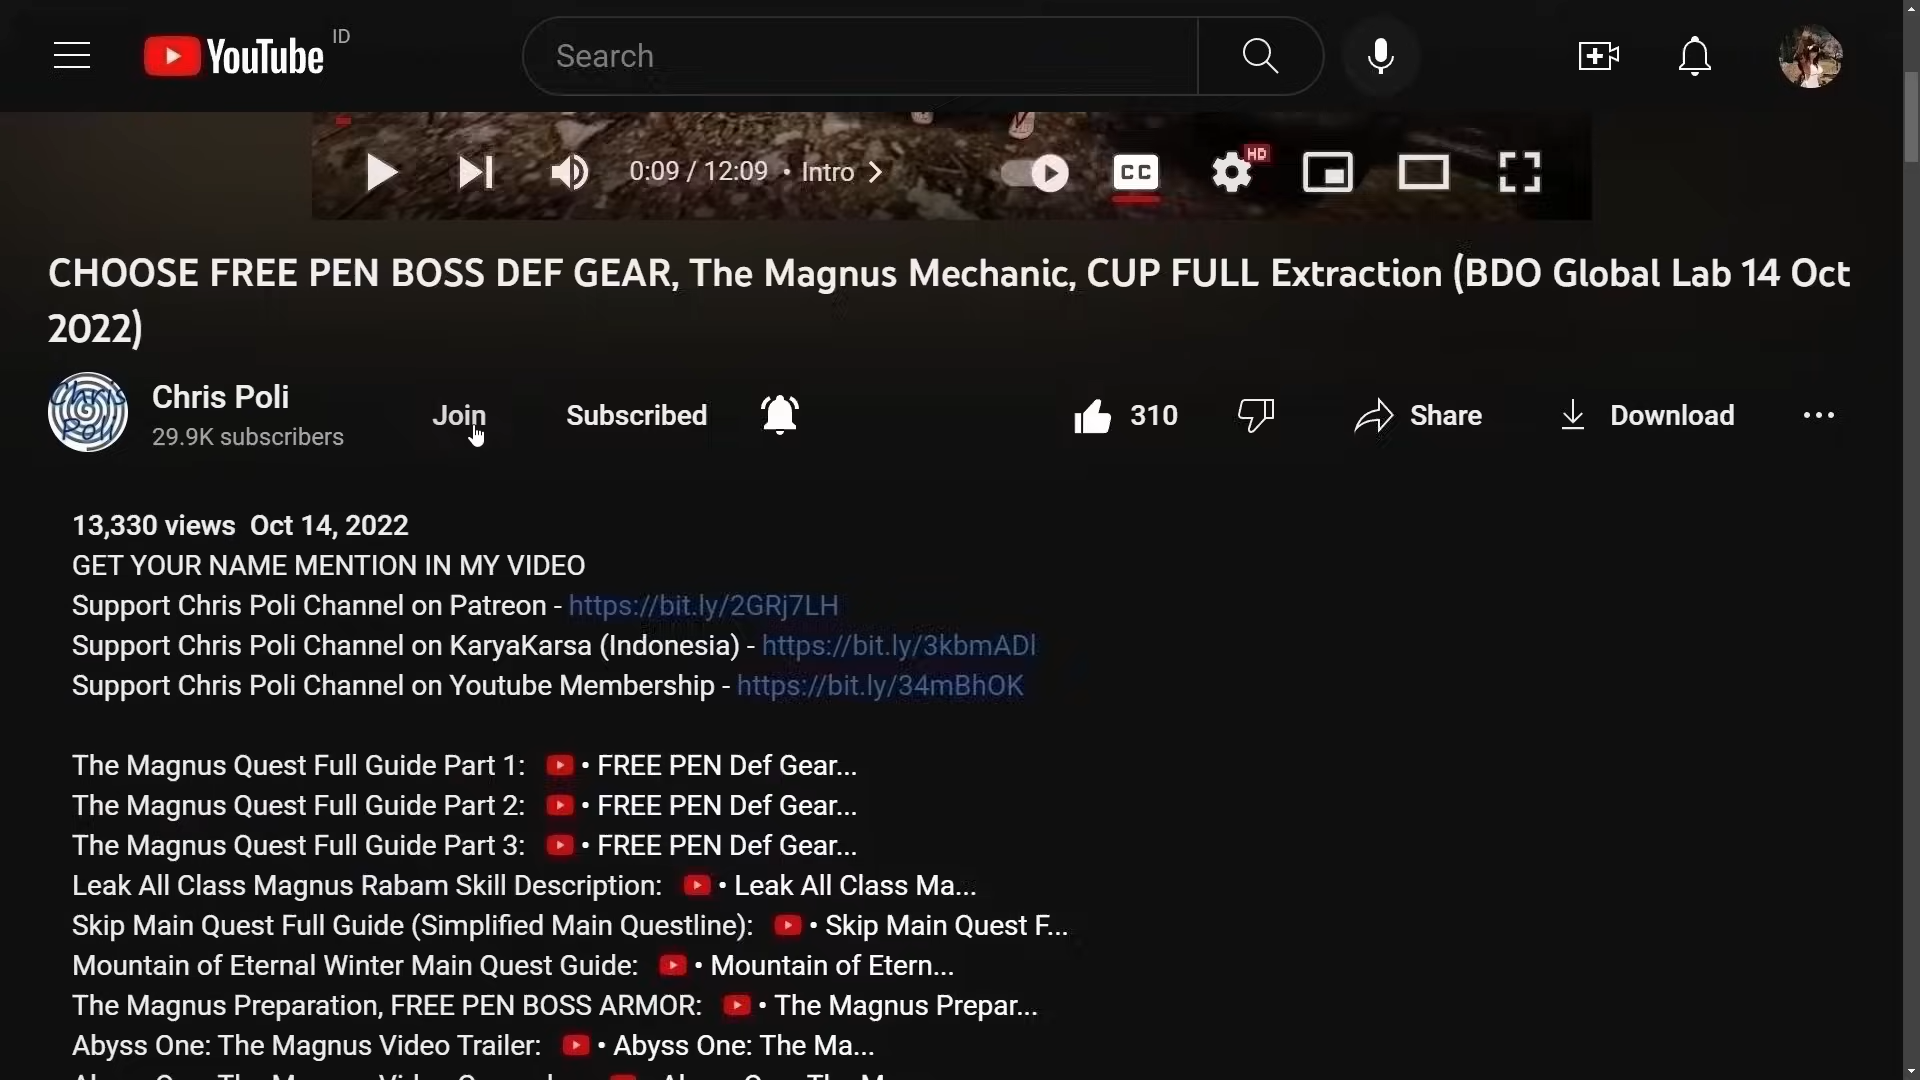 YouTube ID
Search
0:09 / 12:09 • Intro
CC
HD
CHOOSE FREE PEN BOSS DEF GEAR, The Magnus Mechanic, CUP FULL Extraction (BDO Global Lab 14 Oct
2022)
Chris Poli
Chris Poli
29.9K subscribers
Join
Subscribed
310
Share
Download
13,330 views Oct 14, 2022
GET YOUR NAME MENTION IN MY VIDEO
Support Chris Poli Channel on Patreon - https://bit.ly/2GRj7LH
Support Chris Poli Channel on KaryaKarsa (Indonesia) - https://bit.ly/3kbmADl
Support Chris Poli Channel on Youtube Membership - https://bit.ly/34mBhOK
The Magnus Quest Full Guide Part 1: • FREE PEN Def Gear...
The Magnus Quest Full Guide Part 2: • FREE PEN Def Gear...
The Magnus Quest Full Guide Part 3: • FREE PEN Def Gear...
Leak All Class Magnus Rabam Skill Description: • Leak All Class Ma...
Skip Main Quest Full Guide (Simplified Main Questline): • Skip Main Quest F...
Mountain of Eternal Winter Main Quest Guide: • Mountain of Etern...
The Magnus Preparation, FREE PEN BOSS ARMOR: • The Magnus Prepar...
Abyss One: The Magnus Video Trailer: • Abyss One: The Ma...